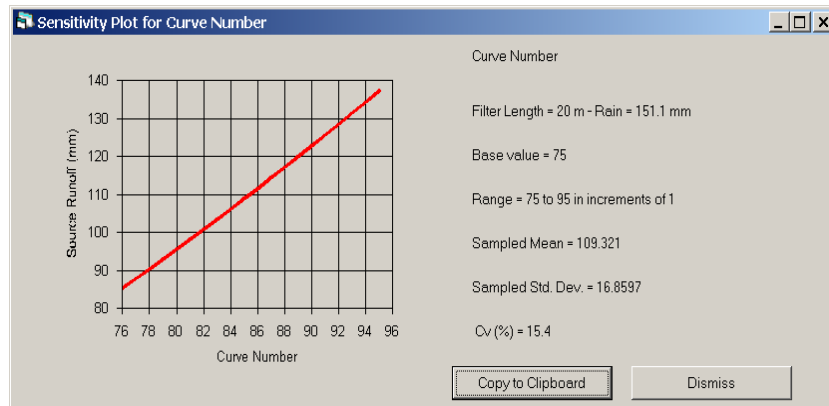 Sensitivity Plot for Curve Number
Curve Number
Filter Length = 20 m - Rain = 151.1 mm
Base value = 75
Range = 75 to 95 in increments of 1
Sampled Mean = 109.321
Sampled Std. Dev. = 16.8597
Cv (%) = 15.4
140
130
120
110
100
90
80
Source Runoff (mm)
76 78 80 82 84 86 88 90 92 94 96
Curve Number
Copy to Clipboard
Dismiss